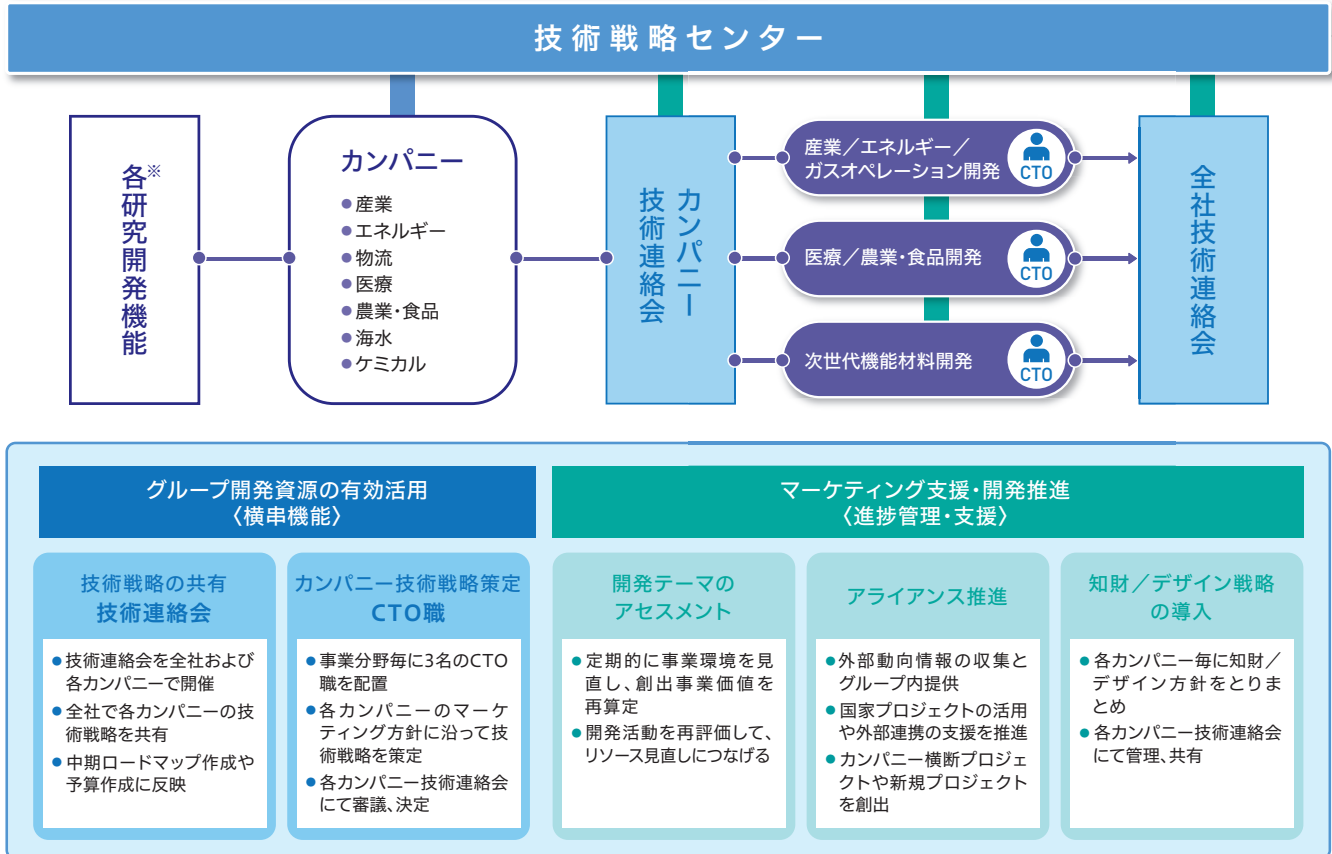 技術戦略センター
各※研究開発機能
カンパニー
●産業
●エネルギー
●物流
●医療
●農業・食品
●海水
●ケミカル
カンパニー
技術連絡会
産業／エネルギー／
ガスオペレーション開発
CTO
医療／農業・食品開発
CTO
次世代機能材料開発
CTO
全社技術連絡会
グループ開発資源の有効活用
〈横串機能〉
マーケティング支援・開発推進
〈進捗管理・支援〉
技術戦略の共有
技術連絡会
●技術連絡会を全社および
各カンパニーで開催
●全社で各カンパニーの技
術戦略を共有
●中期ロードマップ作成や
予算作成に反映
カンパニー技術戦略策定
CTO職
●事業分野毎に3名のCTO
職を配置
●各カンパニーのマーケ
ティング方針に沿って技
術戦略を策定
●各カンパニー技術連絡会
にて審議、決定
開発テーマの
アセスメント
●定期的に事業環境を見
直し、創出事業価値を
再算定
●開発活動を再評価して、
リソース見直しにつなげる
アライアンス推進
●外部動向情報の収集と
グループ内提供
●国家プロジェクトの活用
や外部連携の支援を推進
●カンパニー横断プロジェ
クトや新規プロジェクト
を創出
知財／デザイン戦略
の導入
●各カンパニー毎に知財／
デザイン方針をとりま
とめ
●各カンパニー技術連絡会
にて管理、共有